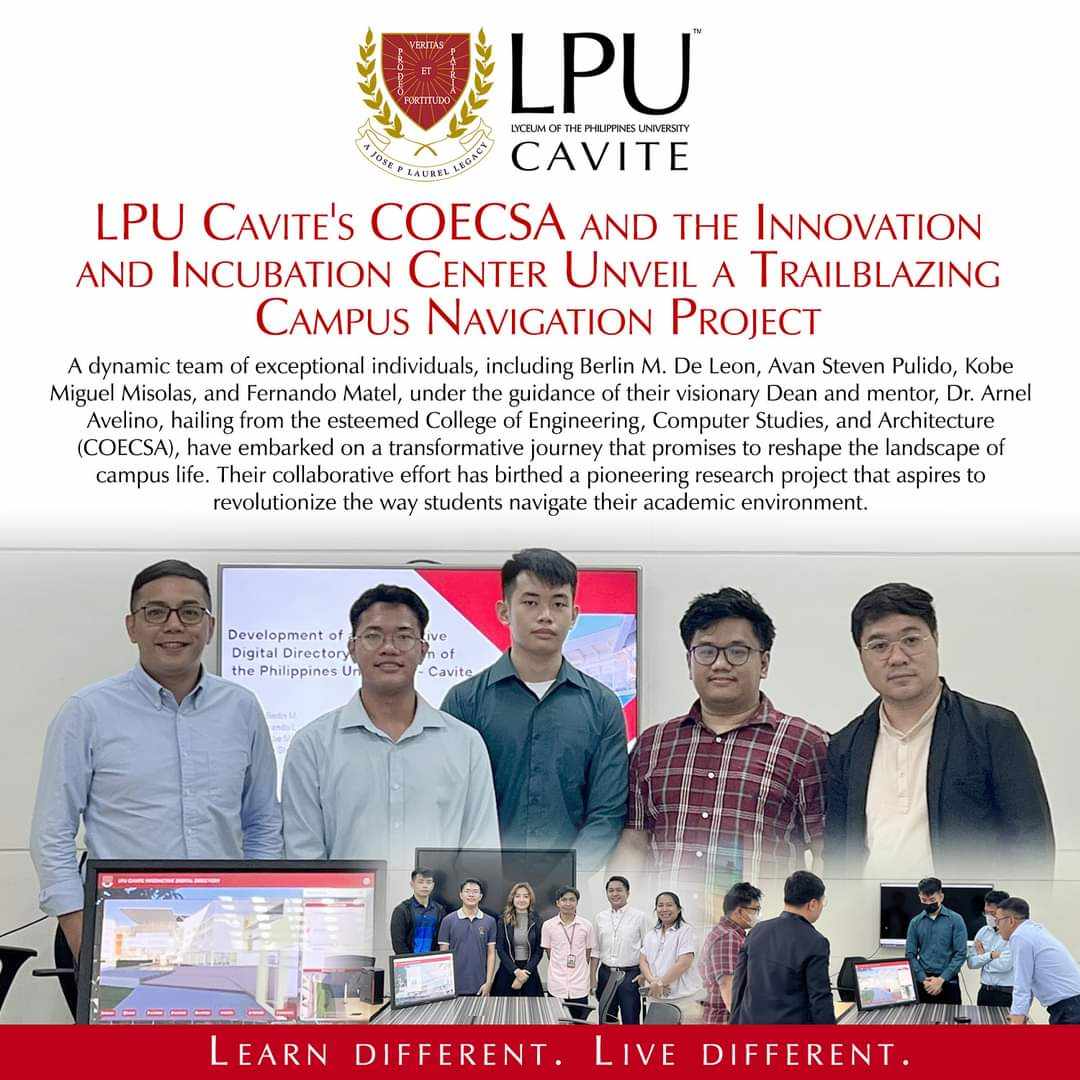 VERITAS
PRO DEO
ET
PATRIA
FORTITUDO
A JOSE P LAUREL LEGACY
LPU™
LYCEUM OF THE PHILIPPINES UNIVERSITY
CAVITE
LPU CAVITE'S COECSA AND THE INNOVATION
AND INCUBATION CENTER UNVEIL A TRAILBLAZING
CAMPUS NAVIGATION PROJECT
A dynamic team of exceptional individuals, including Berlin M. De Leon, Avan Steven Pulido, Kobe
Miguel Misolas, and Fernando Matel, under the guidance of their visionary Dean and mentor, Dr. Arnel
Avelino, hailing from the esteemed College of Engineering, Computer Studies, and Architecture
(COECSA), have embarked on a transformative journey that promises to reshape the landscape of
campus life. Their collaborative effort has birthed a pioneering research project that aspires to
revolutionize the way students navigate their academic environment.
Development of
Digital Directory of
the Philippines - Cavite
LPU CAVITE INTERACTIVE DIGITAL DIRECTORY
LEARN DIFFERENT. LIVE DIFFERENT.